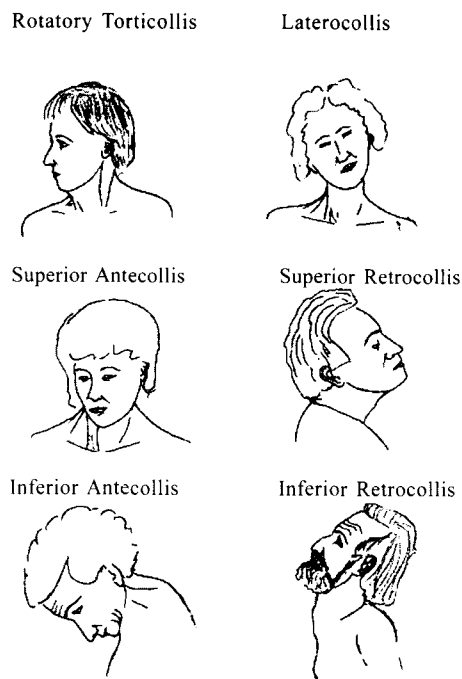 Rotatory Torticollis
Laterocollis
Superior Antecollis
Superior Retrocollis
Inferior Antecollis
Inferior Retrocollis